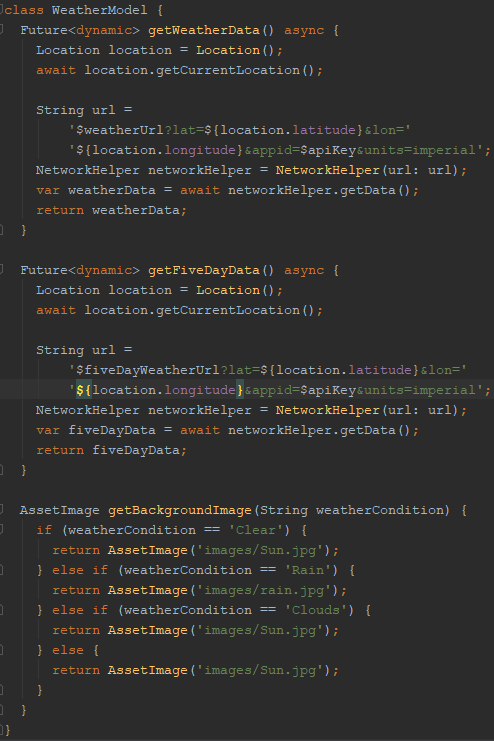 class WeatherModel {
  Future<dynamic> getWeatherData() async {
    Location location = Location();
    await location.getCurrentLocation();

    String url =
        '$weatherUrl?lat=${location.latitude}&lon='
        '${location.longitude}&appid=$apiKey&units=imperial';
    NetworkHelper networkHelper = NetworkHelper(url: url);
    var weatherData = await networkHelper.getData();
    return weatherData;
  }

  Future<dynamic> getFiveDayData() async {
    Location location = Location();
    await location.getCurrentLocation();

    String url =
        '$fiveDayWeatherUrl?lat=${location.latitude}&lon='
        '${location.longitude}&appid=$apiKey&units=imperial';
    NetworkHelper networkHelper = NetworkHelper(url: url);
    var fiveDayData = await networkHelper.getData();
    return fiveDayData;
  }

  AssetImage getBackgroundImage(String weatherCondition) {
    if (weatherCondition == 'Clear') {
      return AssetImage('images/Sun.jpg');
    } else if (weatherCondition == 'Rain') {
      return AssetImage('images/rain.jpg');
    } else if (weatherCondition == 'Clouds') {
      return AssetImage('images/Sun.jpg');
    } else {
      return AssetImage('images/Sun.jpg');
    }
  }
}